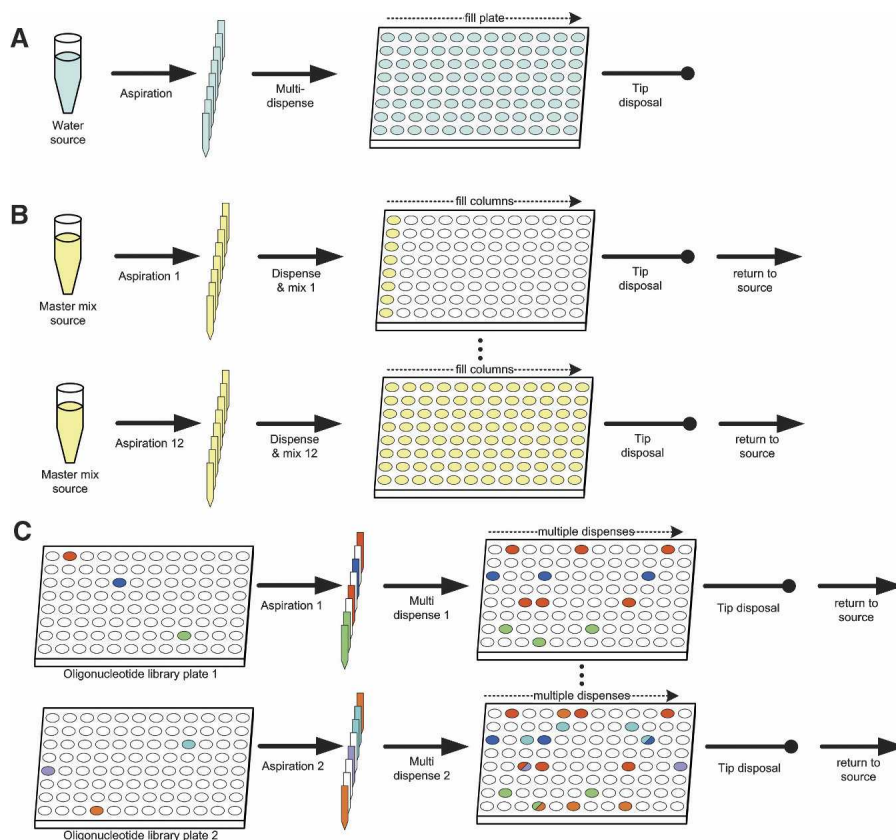 A
fill plate
Aspiration
Multi-
dispense
Tip
disposal
Water
source
B
fill columns
Aspiration 1
Dispense
& mix 1
Tip
disposal
return to
source
Master mix
source
fill columns
Aspiration 12
Dispense
& mix 12
Tip
disposal
return to
source
Master mix
source
C
multiple dispenses
Aspiration 1
Multi
dispense 1
Tip disposal
return to
source
Oligonucleotide library plate 1
multiple dispenses
Aspiration 2
Multi
dispense 2
Tip disposal
return to
source
Oligonucleotide library plate 2